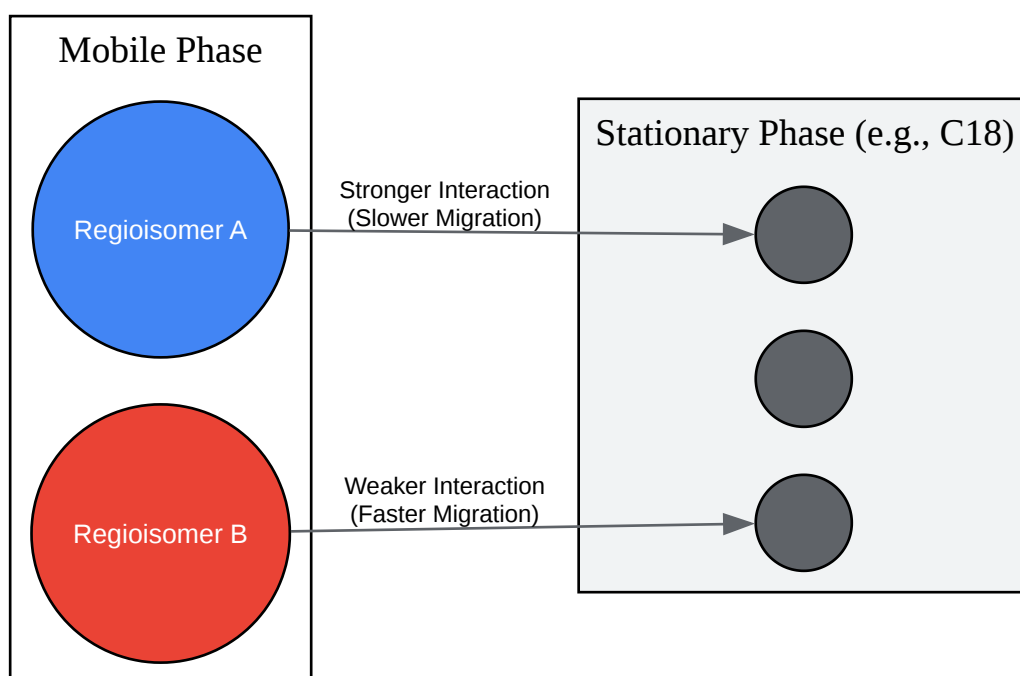 Mobile Phase
Regioisomer A
Stronger Interaction
(Slower Migration)
Stationary Phase (e.g., C18)
Regioisomer B
Weaker Interaction
(Faster Migration)